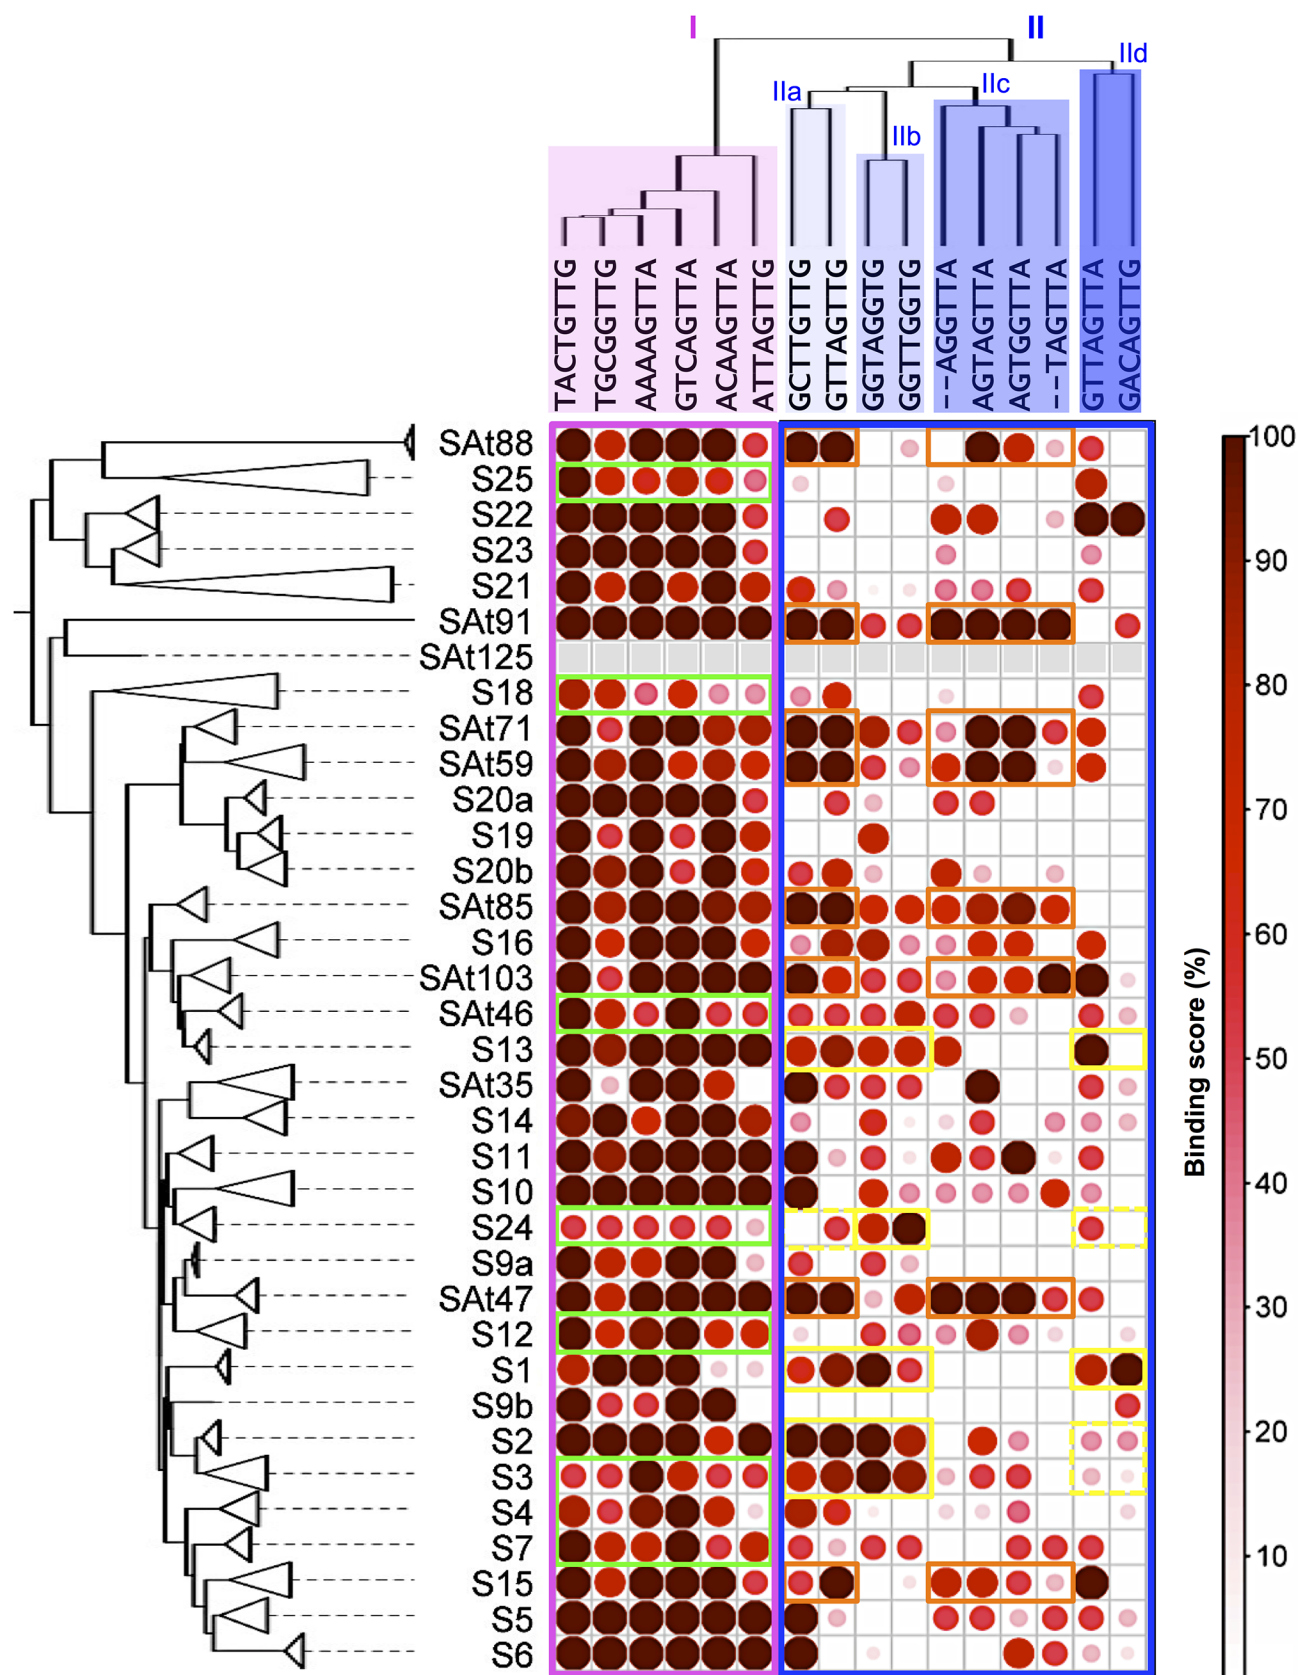 I
II
IId
IIa
IIc
IIb
TACTGTTG
TGCGGTTG
AAAAGTTA
GTCAGTTA
ACAAGTTA
ATTAGTTG
GCTTGTTG
GTTAGTTG
GGTAGGTG
GGTTGGTG
--AGGTTA
AGTAGTTA
AGTGGTTA
--TAGTTA
GTTAGTTA
GACAGTTG
SAt88
S25
S22
S23
S21
SAt91
SAt125
S18
SAt71
SAt59
S20a
S19
S20b
SAt85
S16
SAt103
SAt46
S13
SAt35
S14
S11
S10
S24
S9a
SAt47
S12
S1
S9b
S2
S3
S4
S7
S15
S5
S6
100
90
80
70
60
50
40
30
20
10
Binding score (%)